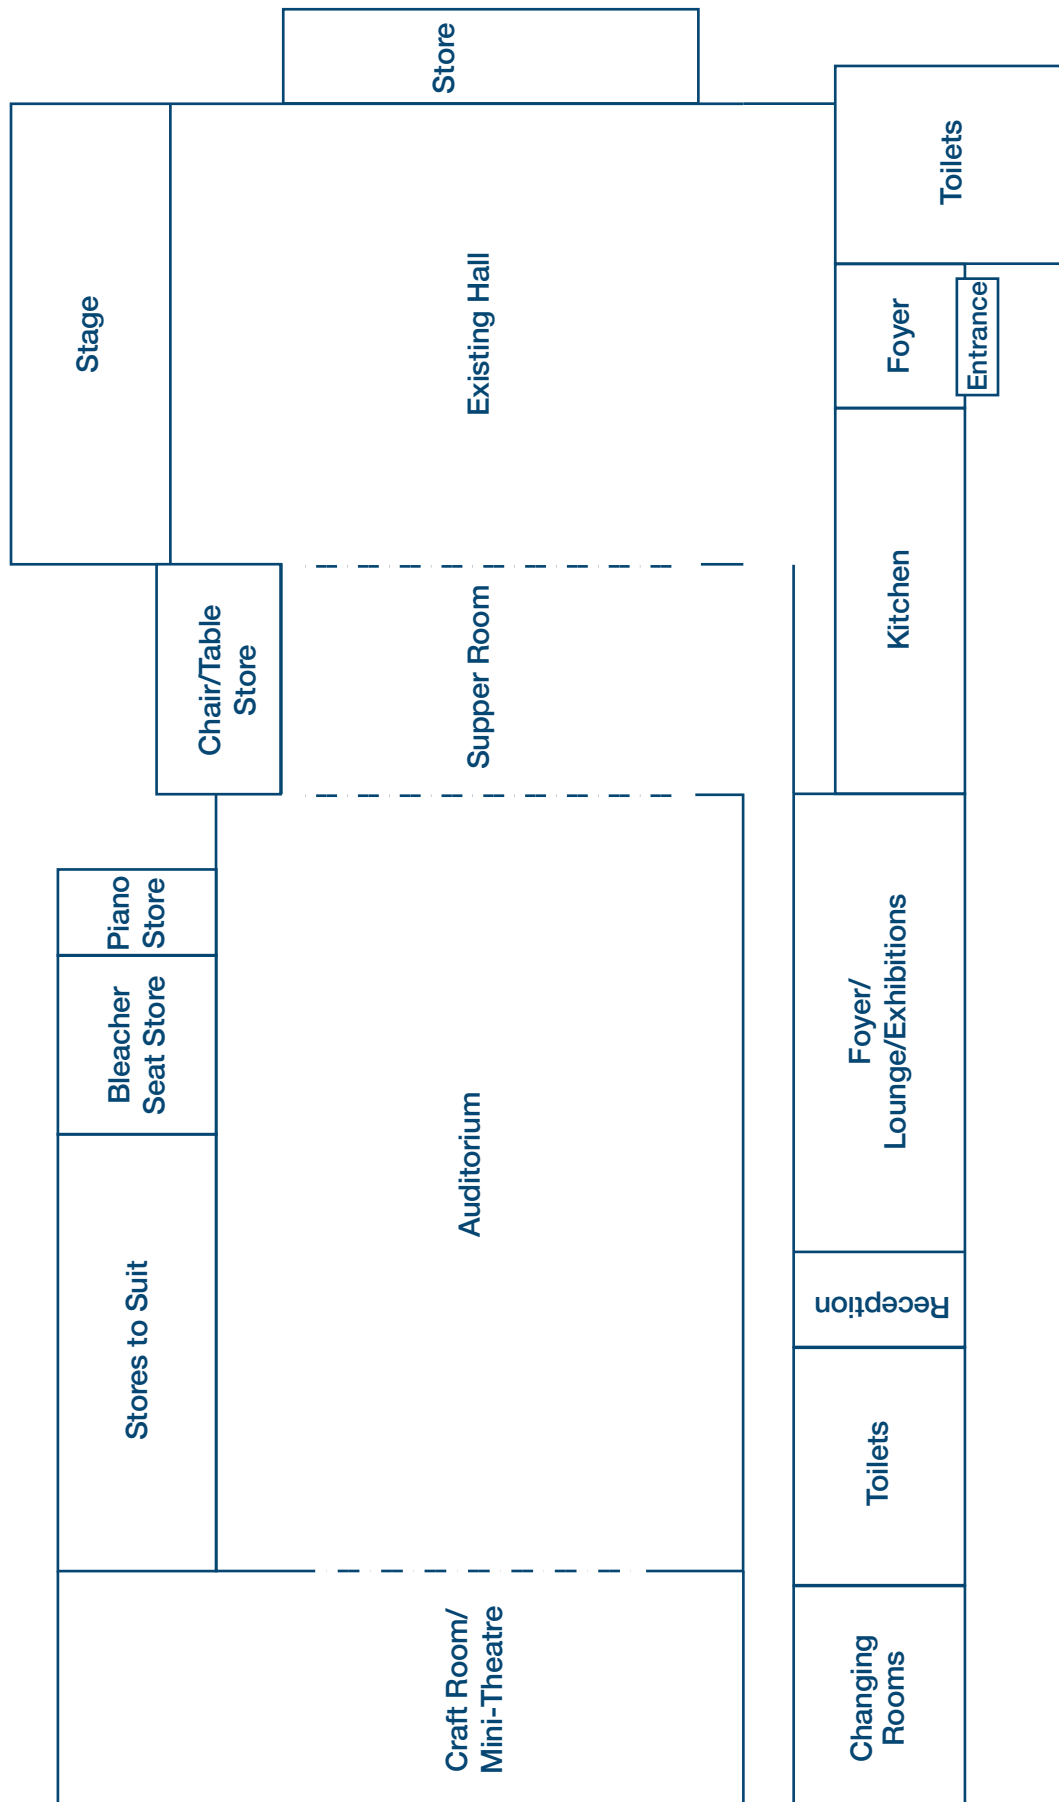 Store
Toilets
Stage
Existing Hall
Foyer
Entrance
Chair/Table
Store
Supper Room
Kitchen
Piano
Store
Bleacher
Seat Store
Auditorium
Foyer/
Lounge/Exhibitions
Stores to Suit
Reception
Toilets
Craft Room/
Mini-Theatre
Changing
Rooms